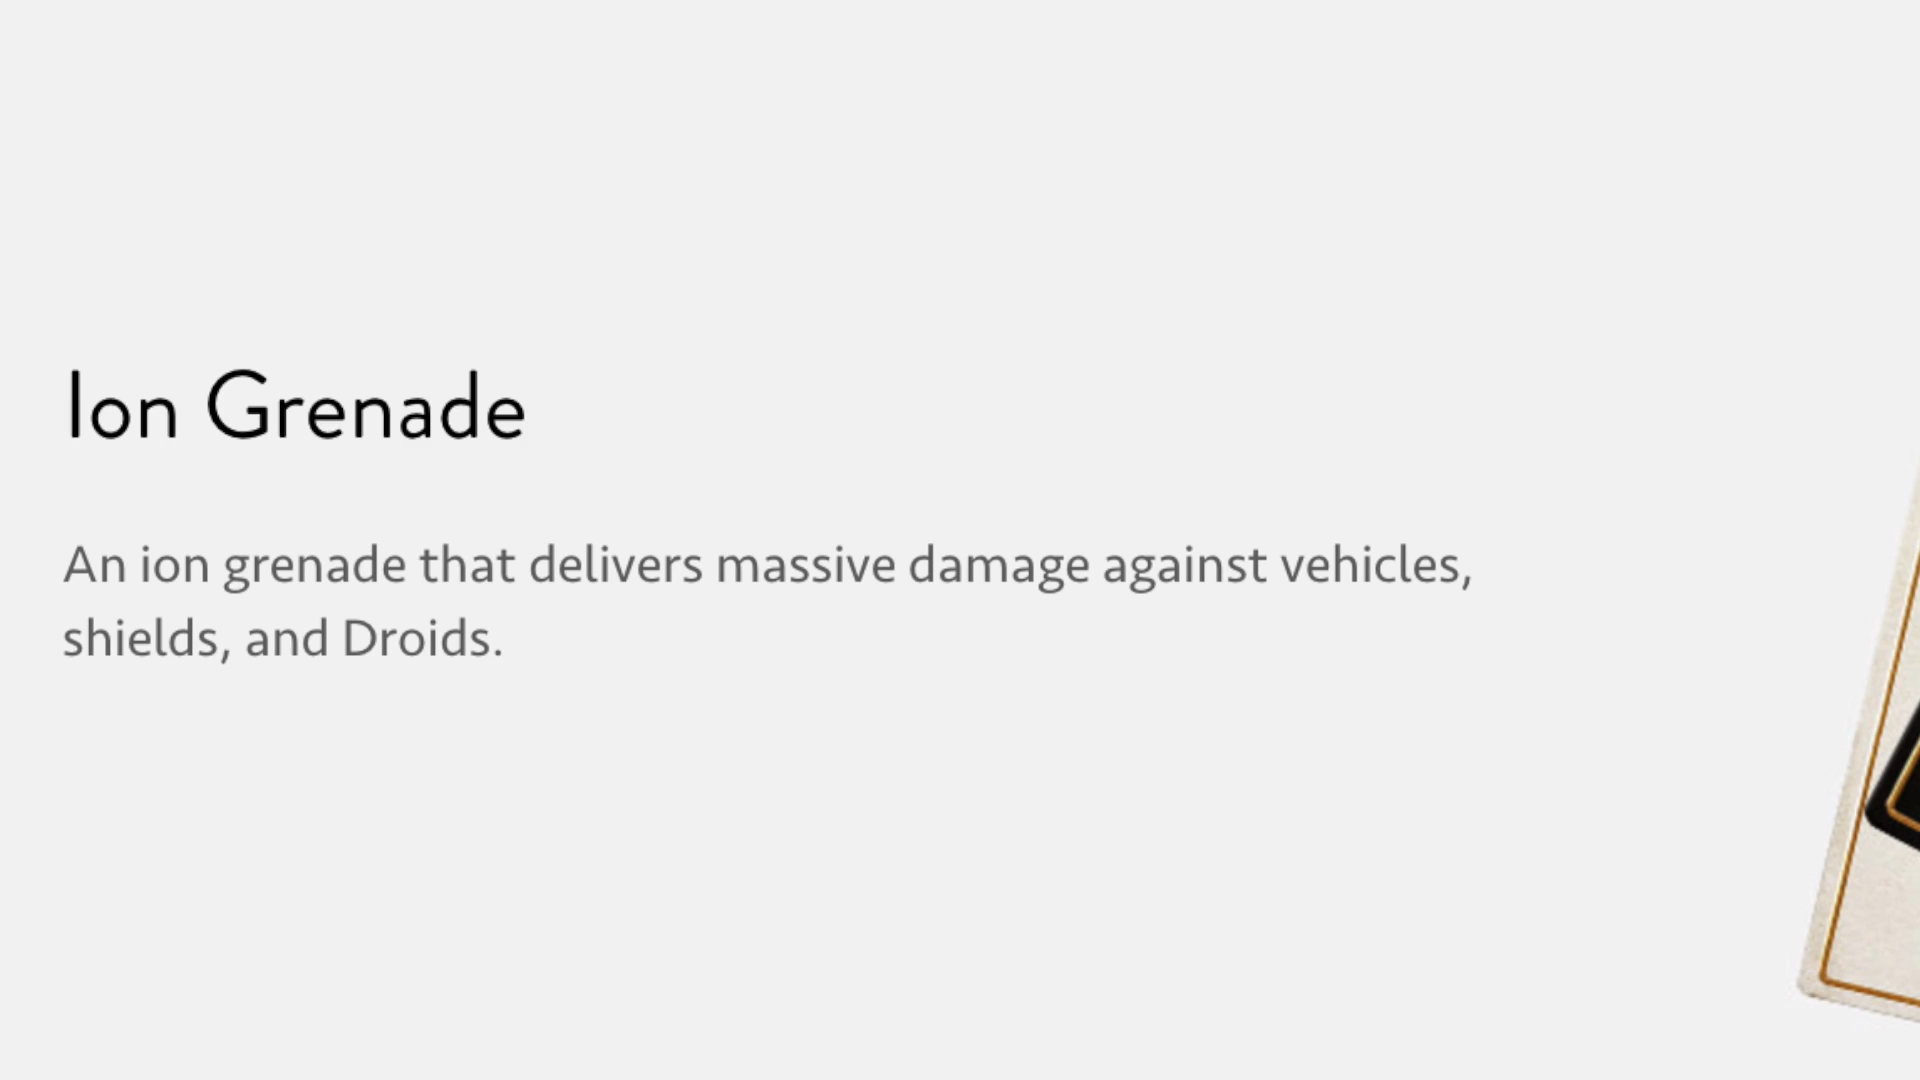 Ion Grenade
An ion grenade that delivers massive damage against vehicles,
shields, and Droids.